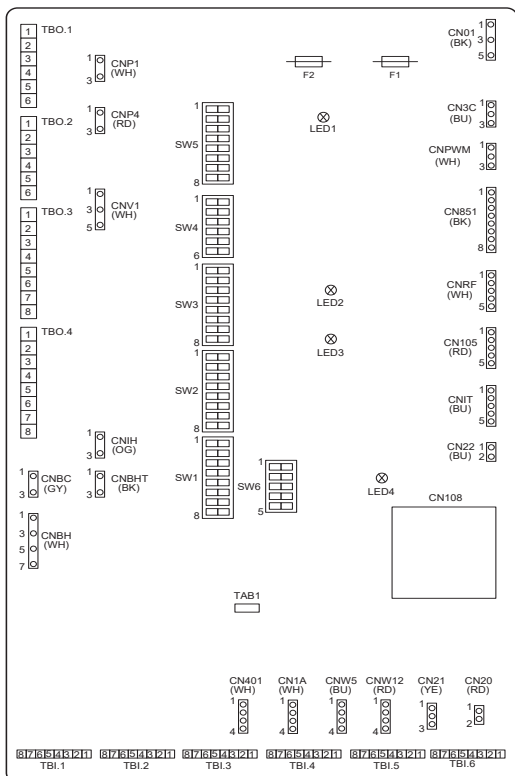 1 TBO.1
2
3
4
5
6
1 CNP1
3 (WH)
F2
F1
CN01
(BK)
1
3
5
1 TBO.2
2
3
4
5
6
1 CNP4
3 (RD)
1
SW5
8
LED1
CN3C
(BU)
1
3
CNPWM
(WH)
1
3
1 TBO.3
2
3
4
5
6
7
8
1 CNV1
3 (WH)
5
1
SW4
6
CN851
(BK)
1
8
1
SW3
8
LED2
LED3
CNRF
(WH)
1
5
1 TBO.4
2
3
4
5
6
7
8
1
SW2
8
CN105
(RD)
1
5
CNIT
(BU)
1
5
1 CNIH
3 (OG)
1
SW1
8
CN22
(BU)
1
2
1 CNBC
3 (GY)
1 CNBHT
3 (BK)
1
SW6
5
LED4
CN108
1
3 CNBH
5 (WH)
7
TAB1
CN401
(WH)
1
4
CN1A
(WH)
1
4
CNW5
(BU)
1
4
CNW12
(RD)
1
4
CN21
(YE)
1
3
CN20
(RD)
1
2
8 7 6 5 4 3 2 1
TBI.1
8 7 6 5 4 3 2 1
TBI.2
8 7 6 5 4 3 2 1
TBI.3
8 7 6 5 4 3 2 1
TBI.4
8 7 6 5 4 3 2 1
TBI.5
8 7 6 5 4 3 2 1
TBI.6